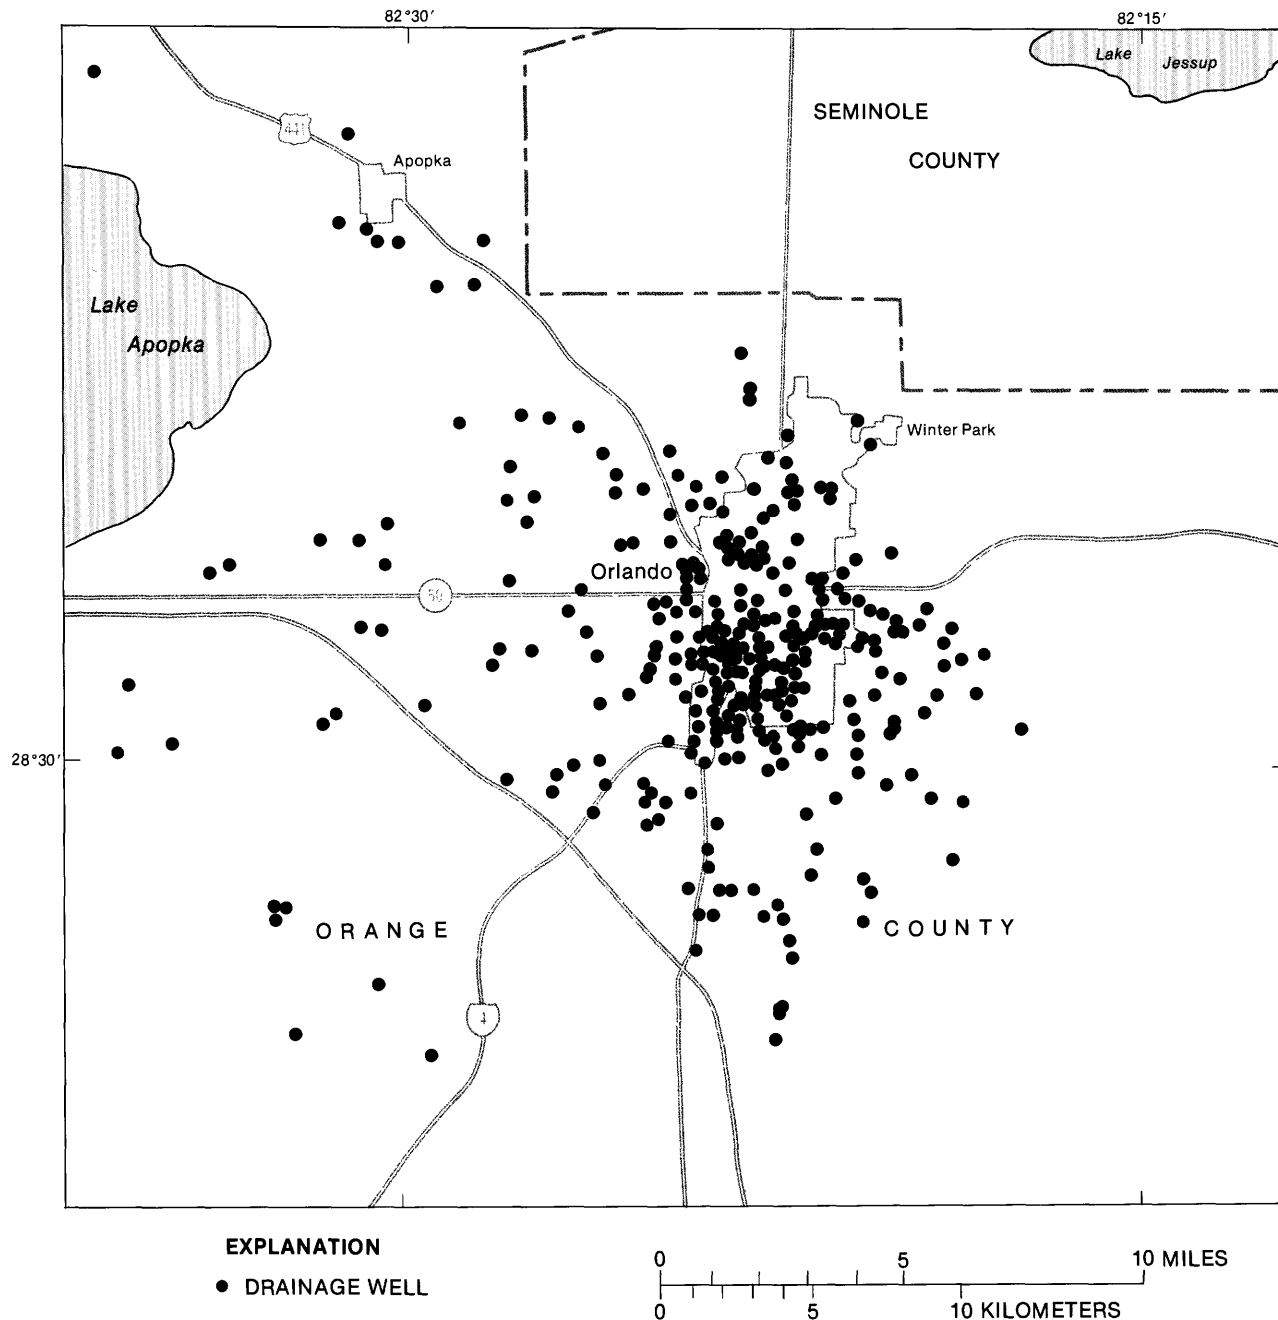 82°30′
82°15′
Lake
Jessup
SEMINOLE
441
COUNTY
Apopka
Lake
Apopka
Winter Park
Orlando
50
28°30′
ORANGE
COUNTY
4
EXPLANATION
DRAINAGE WELL
0 5 10 MILES
0 5 10 KILOMETERS